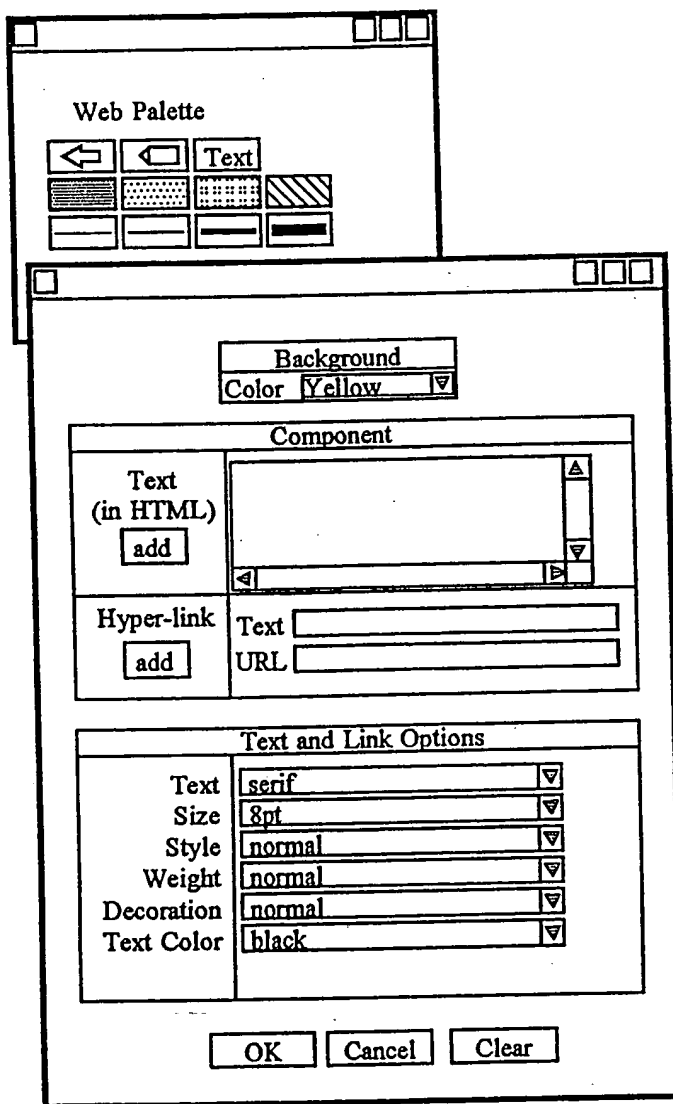 Web Palette
Text
Background
Color Yellow
Component
Text
(in HTML)
add
Hyper-link
add
Text
URL
Text and Link Options
Text serif
Size 8pt
Style normal
Weight normal
Decoration normal
Text Color black
OK Cancel Clear